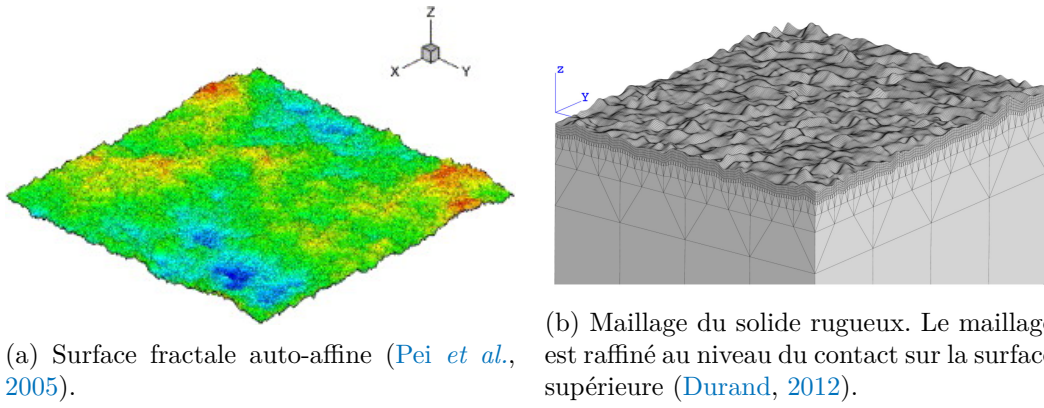 Z
X
Y
(a) Surface fractale auto-affine (Pei et al.,
2005).
z
Y
(b) Maillage du solide rugueux. Le maillage
est raffiné au niveau du contact sur la surface
supérieure (Durand, 2012).